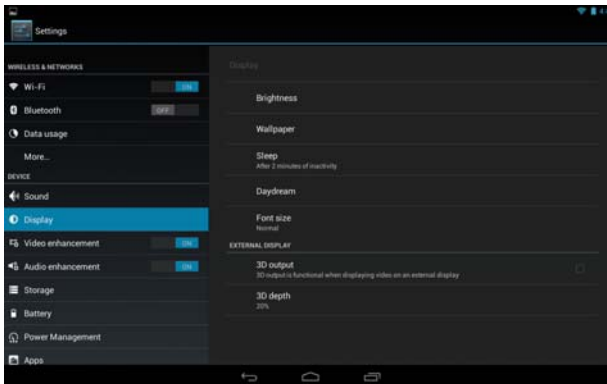 Settings
WIRELESS & NETWORKS
Wi-Fi ON
Bluetooth OFF
Data usage
More...
DEVICE
Sound
Display
Video enhancement ON
Audio enhancement ON
Storage
Battery
Power Management
Apps
Display
Brightness
Wallpaper
Sleep
After 2 minutes of inactivity
Daydream
Font size
Normal
EXTERNAL DISPLAY
3D output
3D output is functional when displaying video on an external display
3D depth
20%